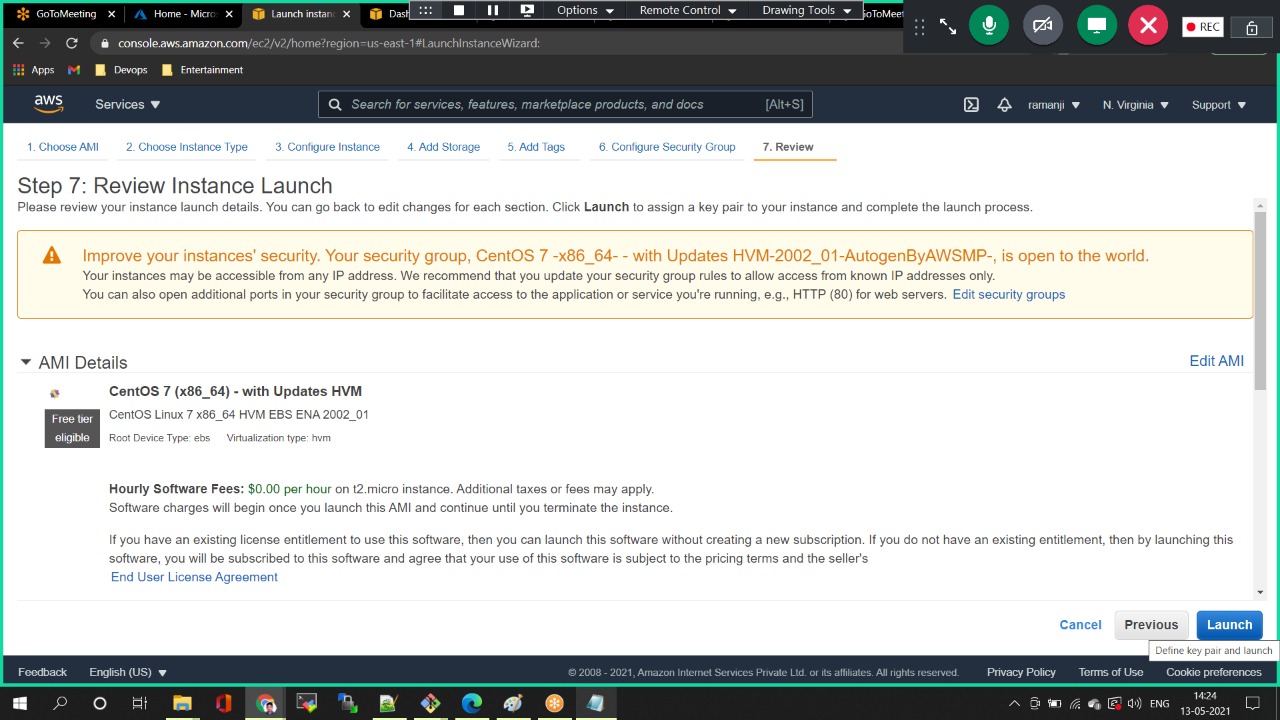 GoToMeeting
Home - Micros
Launch instanc
Dash
Options
Remote Control
Drawing Tools
GoToMeet
REC
console.aws.amazon.com/ec2/v2/home?region=us-east-1#LaunchInstanceWizard:
Apps
Devops
Entertainment
aws
Services
Search for services, features, marketplace products, and docs
[Alt+S]
ramanji
N. Virginia
Support
1. Choose AMI
2. Choose Instance Type
3. Configure Instance
4. Add Storage
5. Add Tags
6. Configure Security Group
7. Review
Step 7: Review Instance Launch
Please review your instance launch details. You can go back to edit changes for each section. Click Launch to assign a key pair to your instance and complete the launch process.
Improve your instances' security. Your security group, CentOS 7 -x86_64- - with Updates HVM-2002_01-AutogenByAWSMP-, is open to the world.
Your instances may be accessible from any IP address. We recommend that you update your security group rules to allow access from known IP addresses only.
You can also open additional ports in your security group to facilitate access to the application or service you're running, e.g., HTTP (80) for web servers. Edit security groups
AMI Details
Edit AMI
CentOS 7 (x86_64) - with Updates HVM
CentOS Linux 7 x86_64 HVM EBS ENA 2002_01
Free tier
eligible
Root Device Type: ebs
Virtualization type: hvm
Hourly Software Fees: $0.00 per hour on t2.micro instance. Additional taxes or fees may apply.
Software charges will begin once you launch this AMI and continue until you terminate the instance.
If you have an existing license entitlement to use this software, then you can launch this software without creating a new subscription. If you do not have an existing entitlement, then by launching this
software, you will be subscribed to this software and agree that your use of this software is subject to the pricing terms and the seller's
End User License Agreement
Cancel
Previous
Launch
Define key pair and launch
Feedback
English (US)
© 2008 - 2021, Amazon Internet Services Private Ltd. or its affiliates. All rights reserved.
Privacy Policy
Terms of Use
Cookie preferences
ENG
14:24
13-05-2021